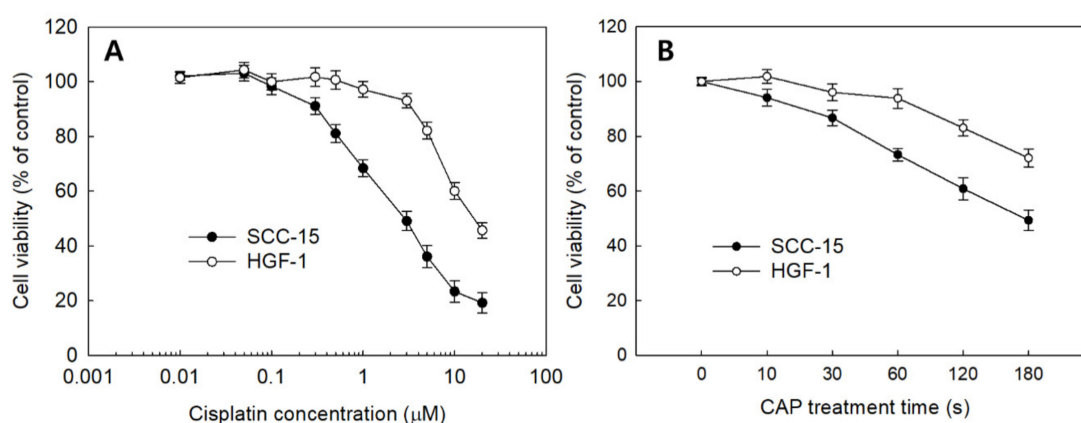 A
Cell viability (% of control)
120
100
80
60
40
20
0
SCC-15
HGF-1
0.001 0.01 0.1 1 10 100
Cisplatin concentration (μM)
B
Cell viability (% of control)
120
100
80
60
40
20
0
SCC-15
HGF-1
0 10 30 60 120 180
CAP treatment time (s)